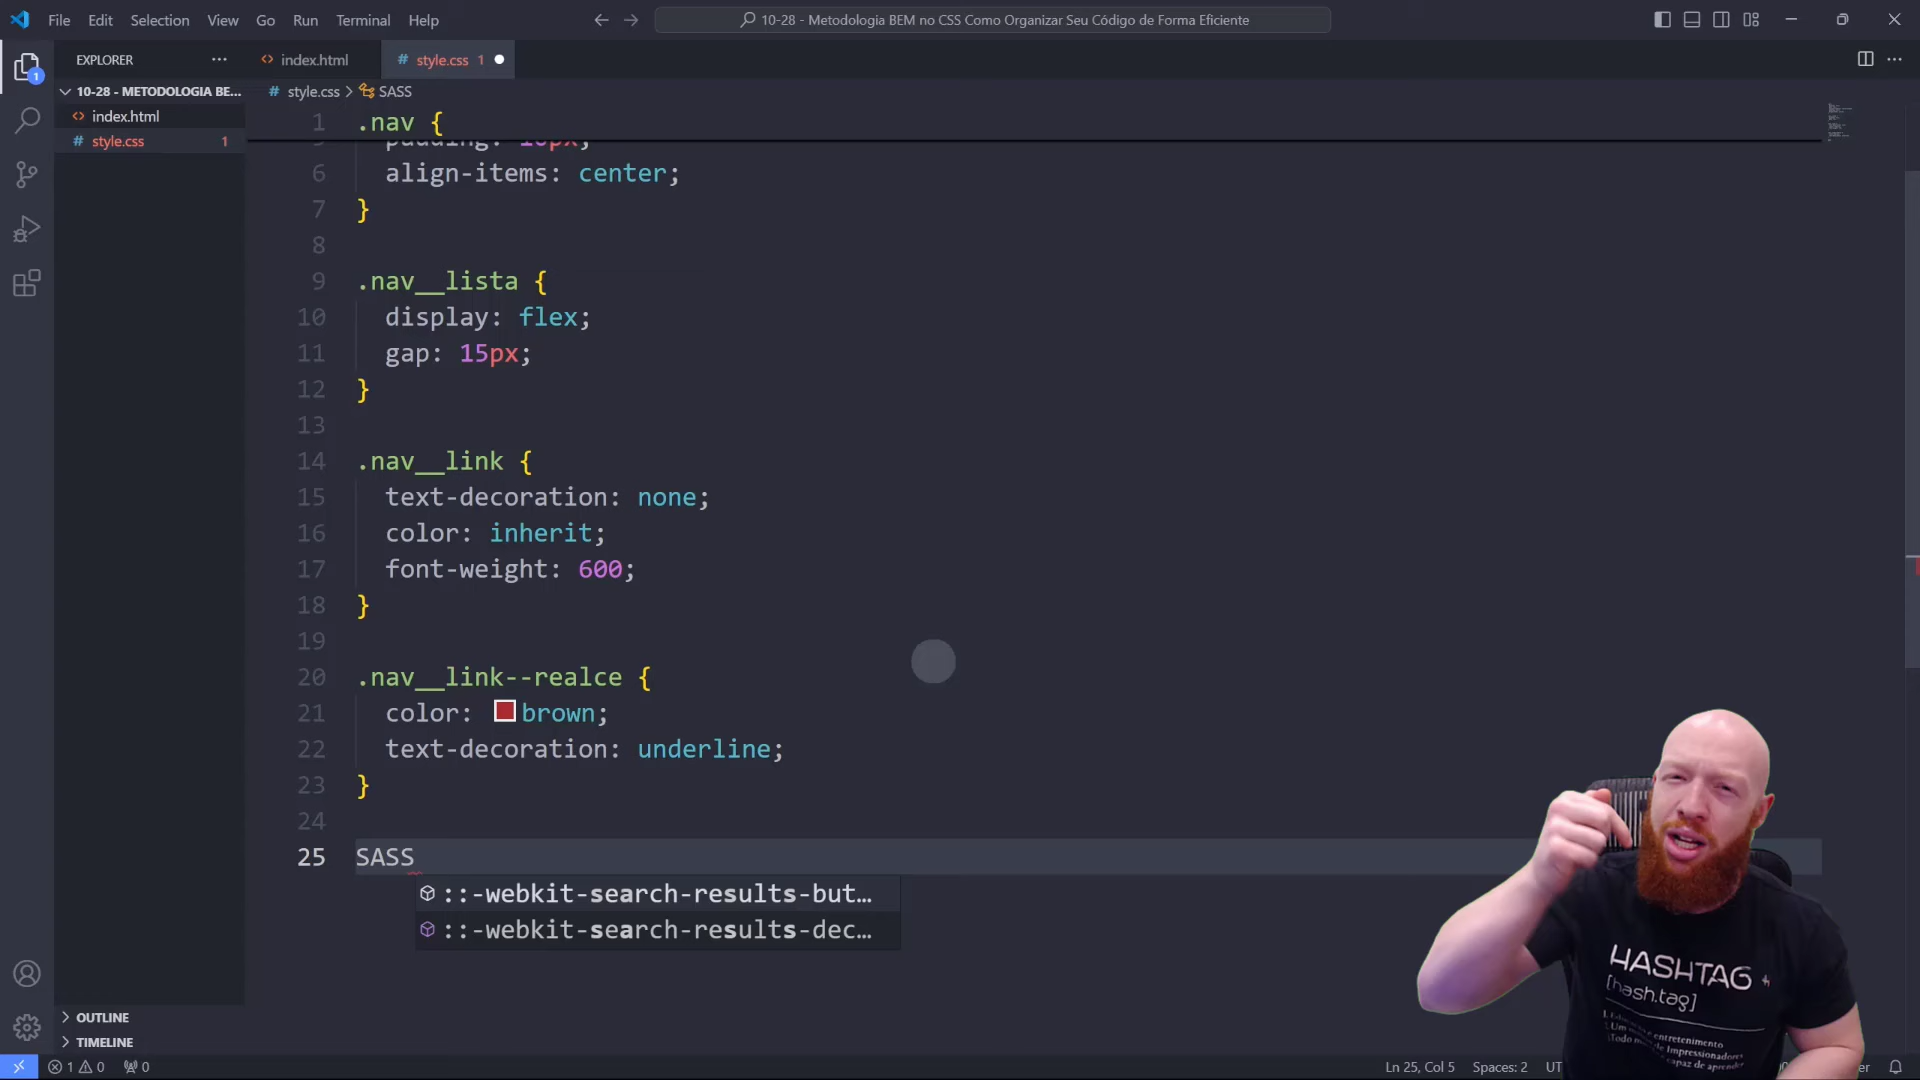 File Edit Selection View Go Run Terminal Help
10-28 - Metodologia BEM no CSS Como Organizar Seu Código de Forma Eficiente
EXPLORER
index.html
# style.css 1
10-28 - METODOLOGIA BE...
# style.css > SASS
index.html
# style.css 1
1 .nav {
padding: 10px;
6 align-items: center;
7 }
8
9 .nav__lista {
10 display: flex;
11 gap: 15px;
12 }
13
14 .nav__link {
15 text-decoration: none;
16 color: inherit;
17 font-weight: 600;
18 }
19
20 .nav__link--realce {
21 color: brown;
22 text-decoration: underline;
23 }
24
25 SASS
::-webkit-search-results-but...
::-webkit-search-results-dec...
HASHTAG
[hash.tag]
OUTLINE
TIMELINE
1 0 0
Ln 25, Col 5 Spaces: 2 UT